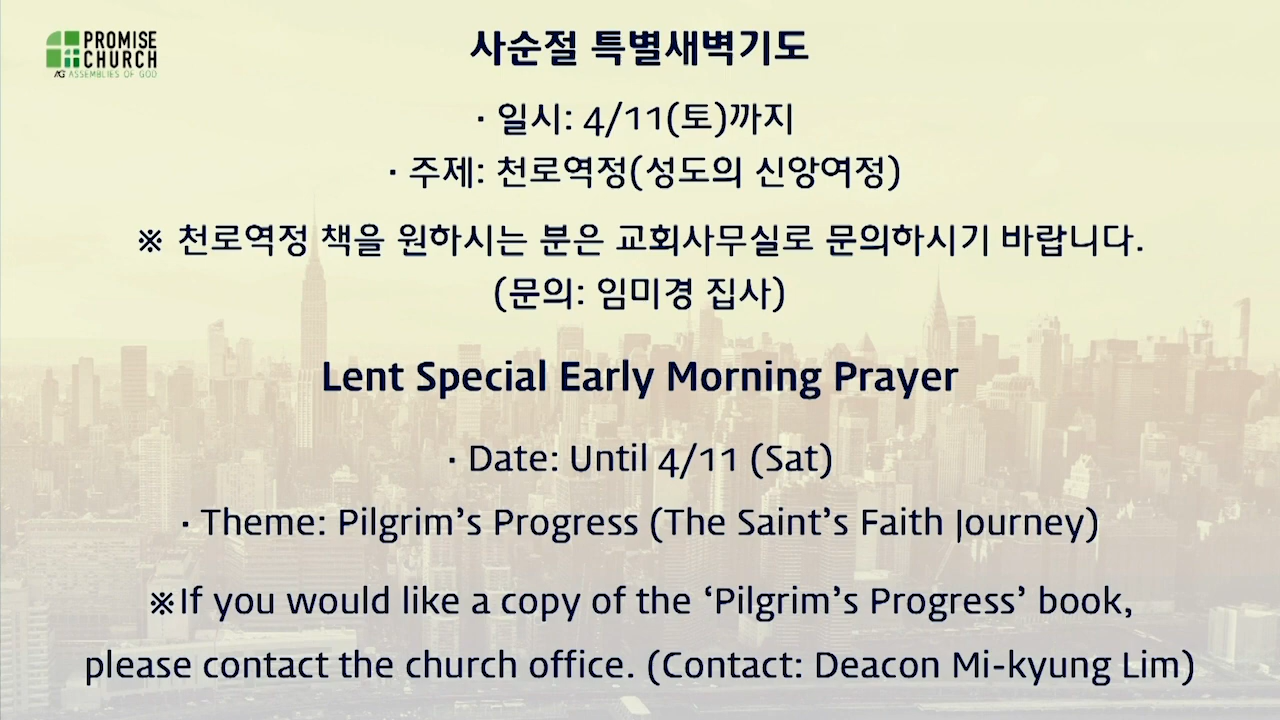 PROMISE
CHURCH
AG ASSEMBLIES OF GOD
사순절 특별새벽기도
· 일시: 4/11(토)까지
· 주제: 천로역정(성도의 신앙여정)
※ 천로역정 책을 원하시는 분은 교회사무실로 문의하시기 바랍니다.
(문의: 임미경 집사)
Lent Special Early Morning Prayer
· Date: Until 4/11 (Sat)
· Theme: Pilgrim’s Progress (The Saint’s Faith Journey)
※If you would like a copy of the ‘Pilgrim’s Progress’ book,
please contact the church office. (Contact: Deacon Mi-kyung Lim)